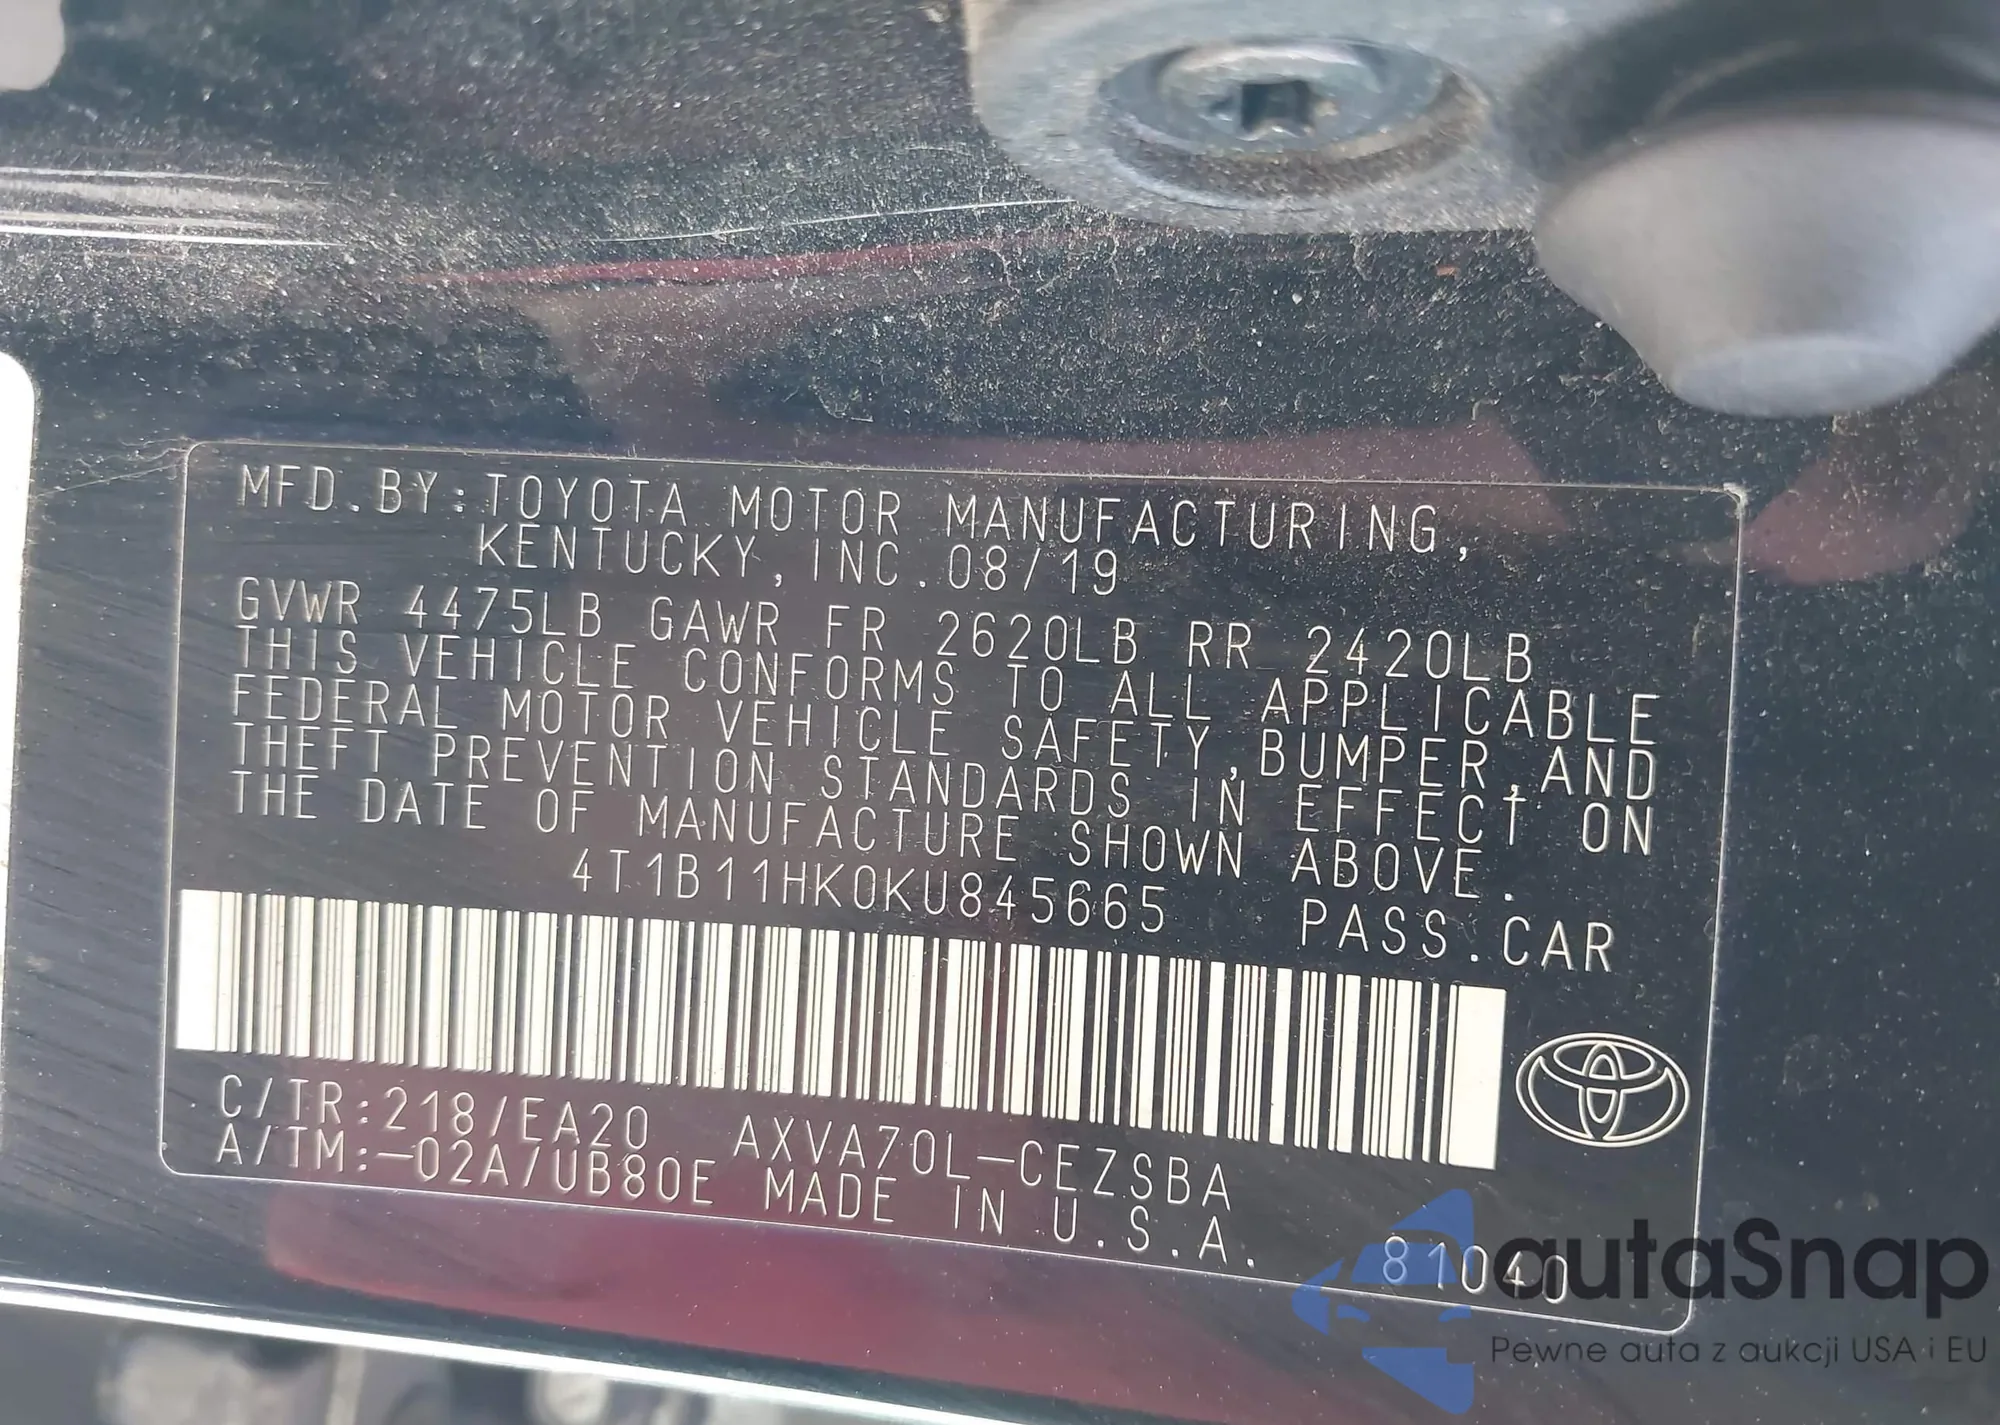 MFD.BY:TOYOTA MOTOR MANUFACTURING,
KENTUCKY, INC.08/19
GVWR 4475LB GAWR FR 2620LB RR 2420LB
THIS VEHICLE CONFORMS TO ALL APPLICABLE
FEDERAL MOTOR VEHICLE SAFETY,BUMPER,AND
THEFT PREVENTION STANDARDS IN EFFECT ON
THE DATE OF MANUFACTURE SHOWN ABOVE.
4T1B11HK0KU845665 PASS.CAR
C/TR:218/EA20 AXVA70L-CEZSBA
A/TM:-02A/UB80E MADE IN U.S.A.
81040
autaSnap
Pewne auta z aukcji USA i EU